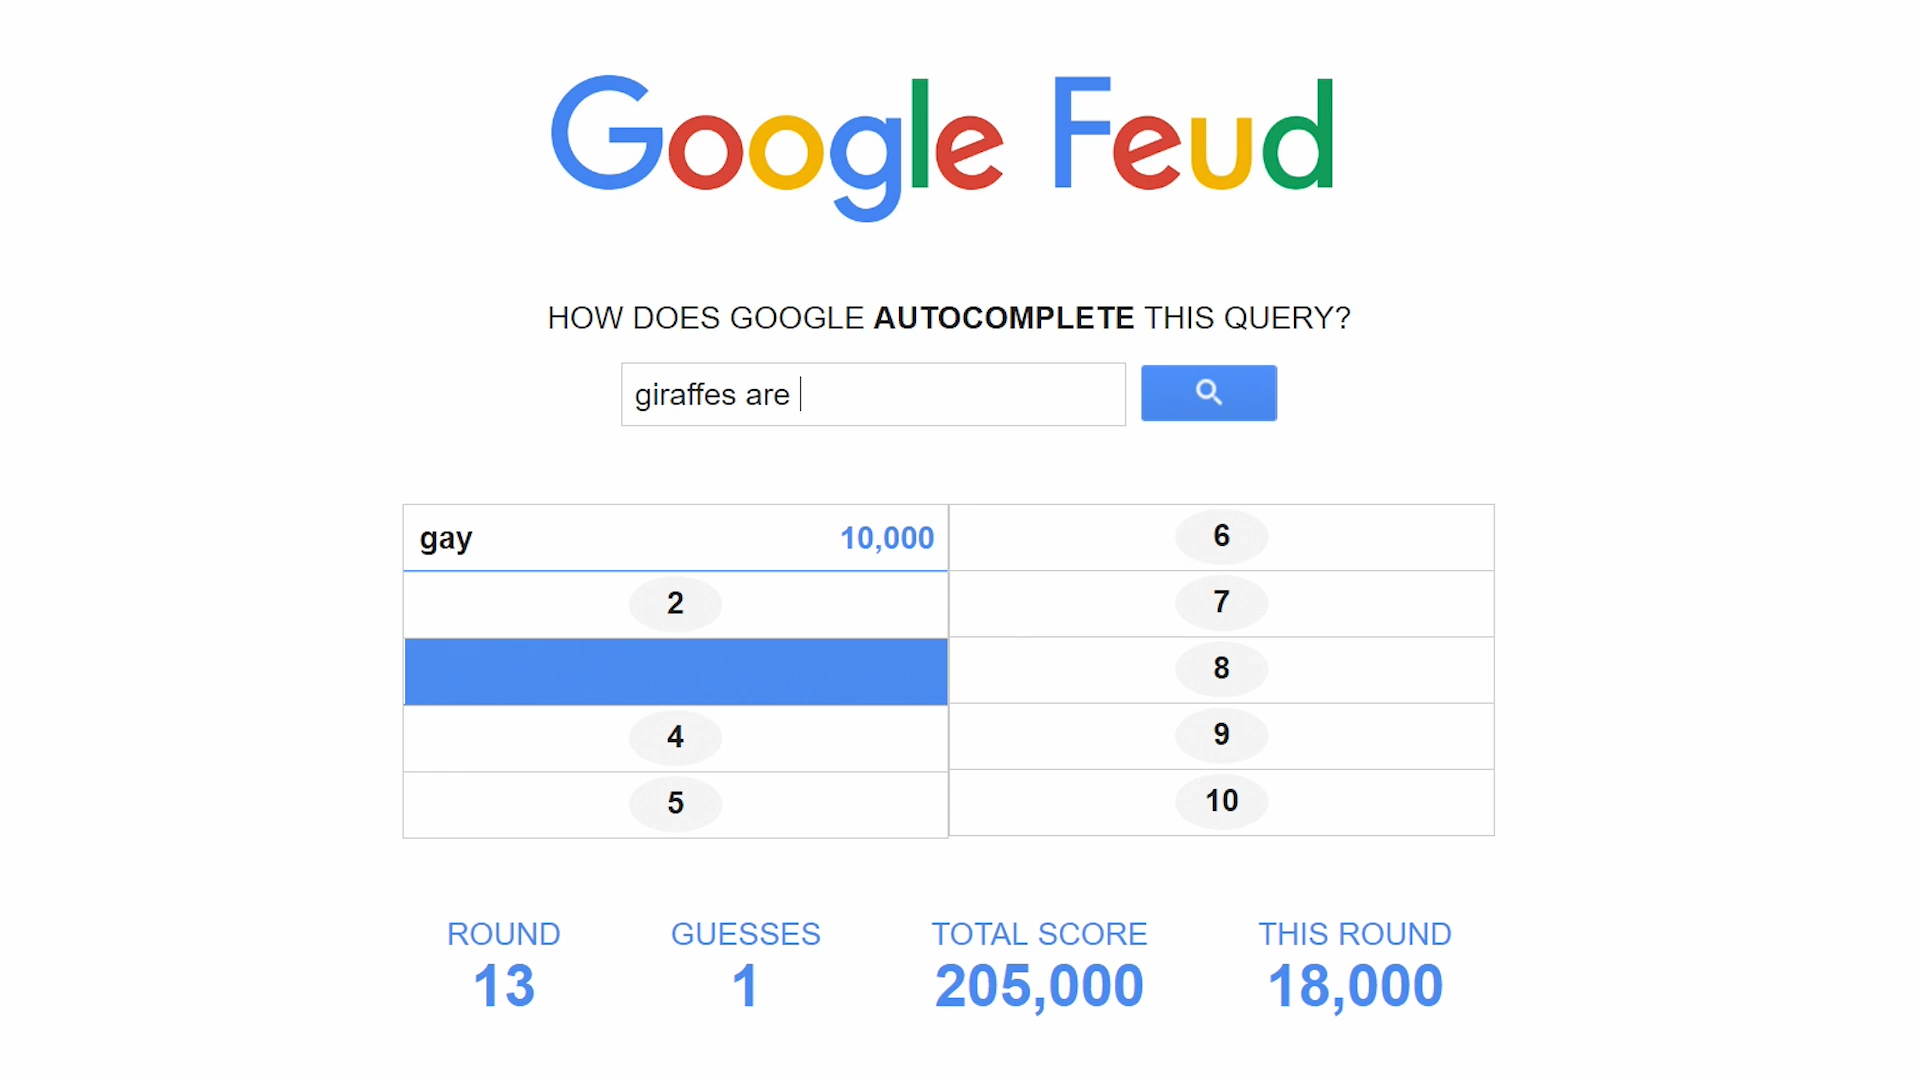 Google Feud
HOW DOES GOOGLE AUTOCOMPLETE THIS QUERY?
giraffes are
gay 10,000
2
4
5
6
7
8
9
10
ROUND GUESSES TOTAL SCORE THIS ROUND
13 1 205,000 18,000